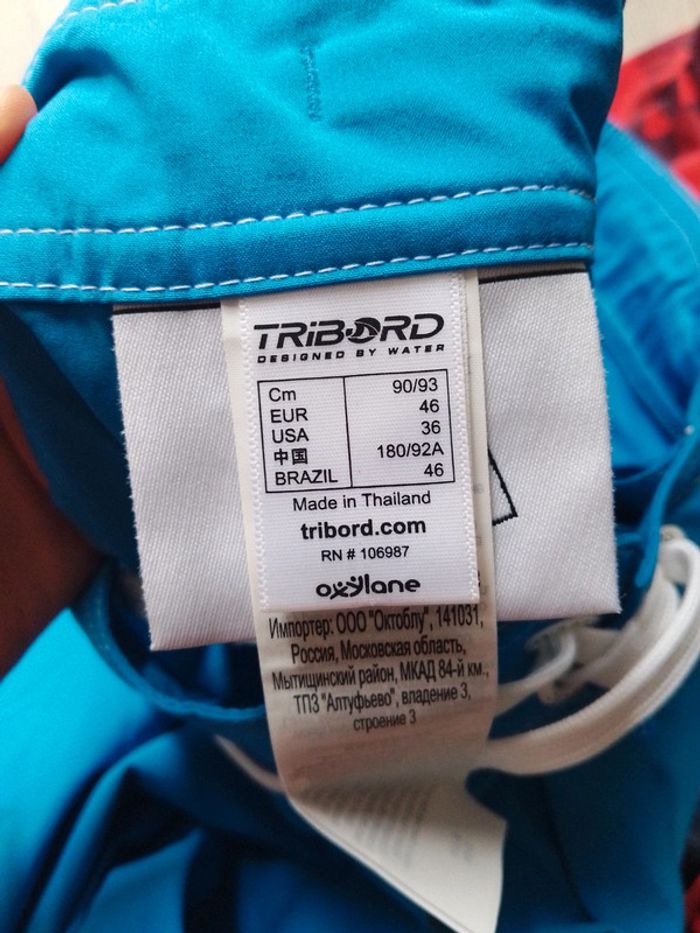 TRIBORD
DESIGNED BY WATER
Cm 90/93
EUR 46
USA 36
中国 180/92A
BRAZIL 46
Made in Thailand
tribord.com
RN # 106987
oxylane
Импортер: ООО "Октоблу", 141031,
Россия, Московская область,
Мытищинский район, МКАД 84-й км.,
ТПЗ "Алтуфьево", владение 3,
строение 3